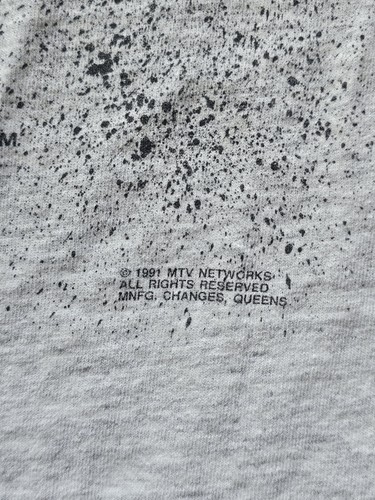 M.
© 1991 MTV NETWORKS
ALL RIGHTS RESERVED
MNFG. CHANGES, QUEENS